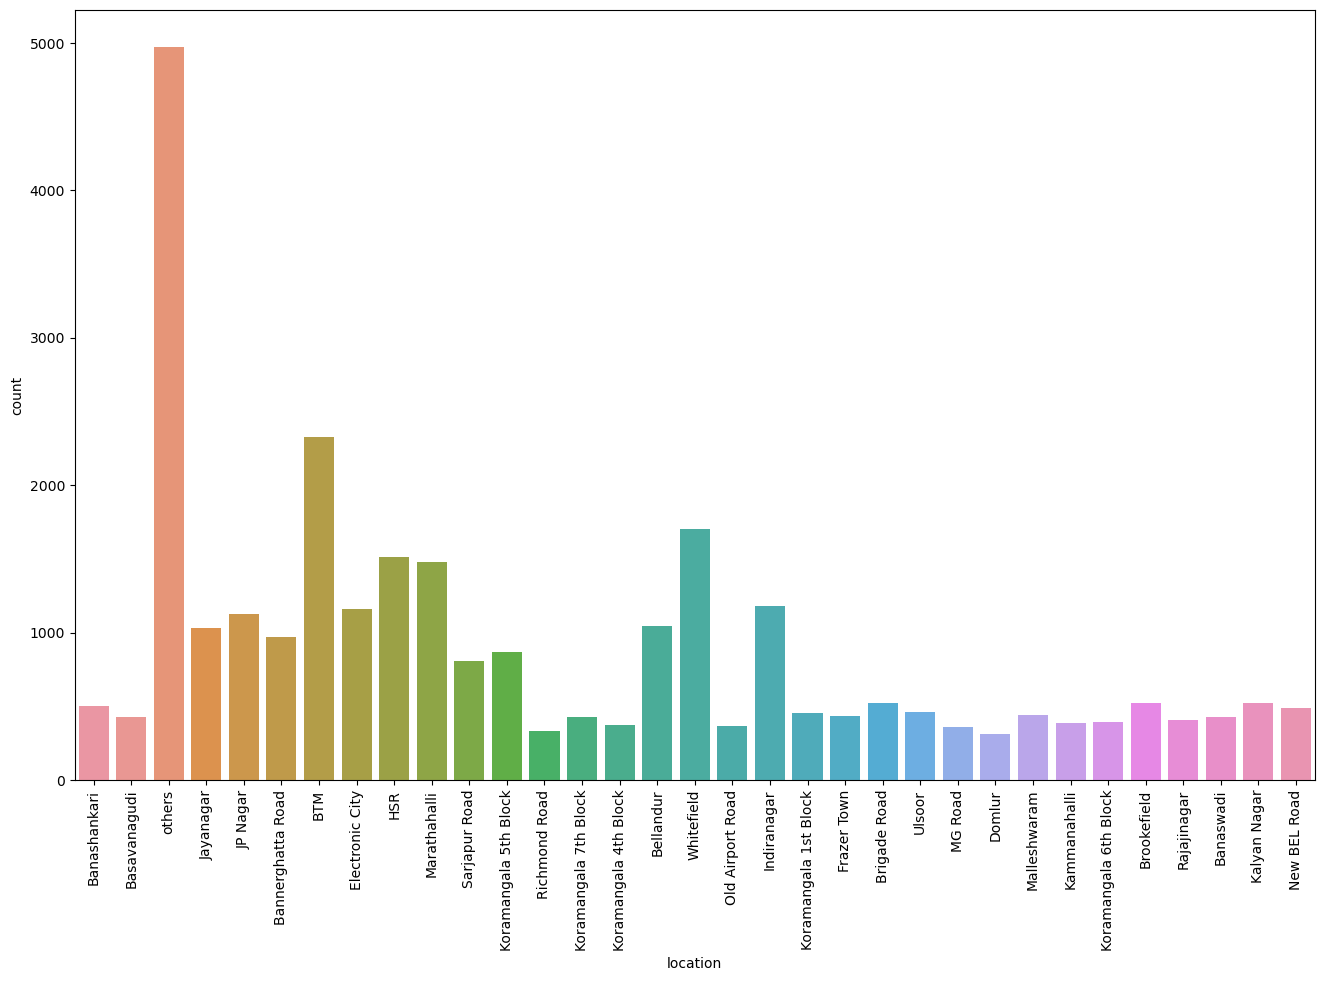 5000
4000
3000
2000
1000
0
count
Banashankari
Basavanagudi
others
Jayanagar
JP Nagar
Bannerghatta Road
BTM
Electronic City
HSR
Marathahalli
Sarjapur Road
Koramangala 5th Block
Richmond Road
Koramangala 7th Block
Koramangala 4th Block
Bellandur
Whitefield
Old Airport Road
Indiranagar
Koramangala 1st Block
Frazer Town
Brigade Road
Ulsoor
MG Road
Domlur
Malleshwaram
Kammanahalli
Koramangala 6th Block
Brookefield
Rajajinagar
Banaswadi
Kalyan Nagar
New BEL Road
location